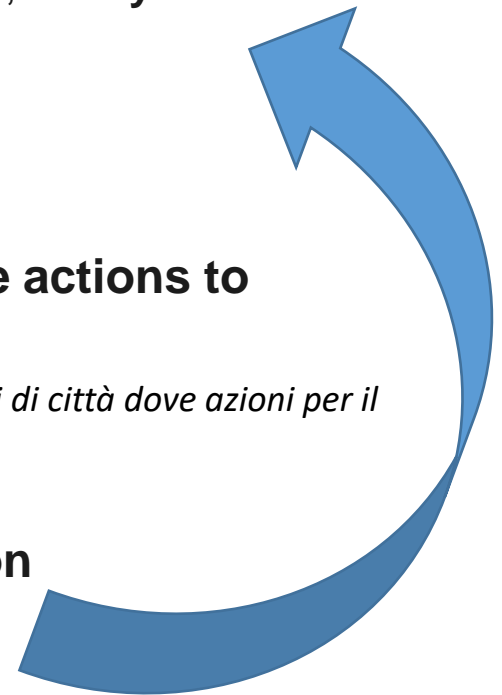 e actions to
i di città dove azioni per il
on